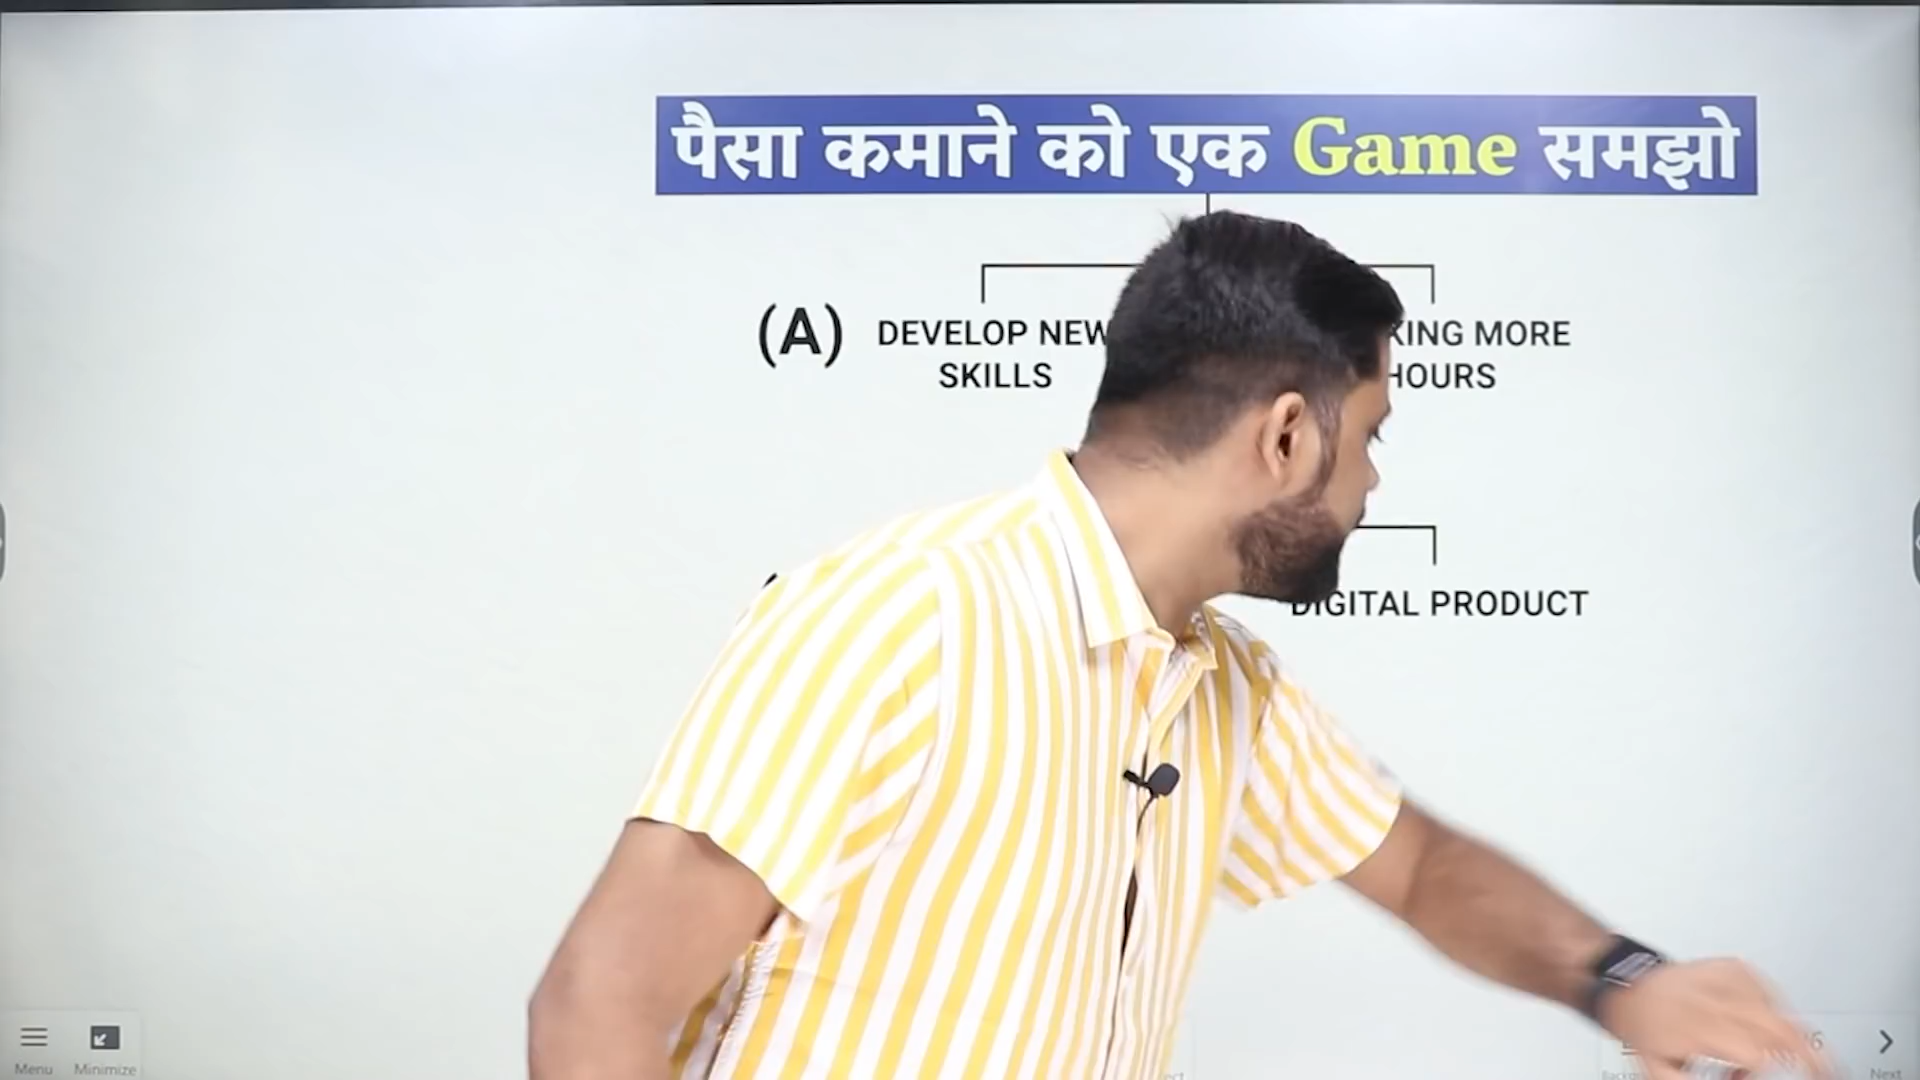 पैसा कमाने को एक Game समझो
(A) DEVELOP NEW
SKILLS
KING MORE
HOURS
DIGITAL PRODUCT
Menu
Minimize
Next